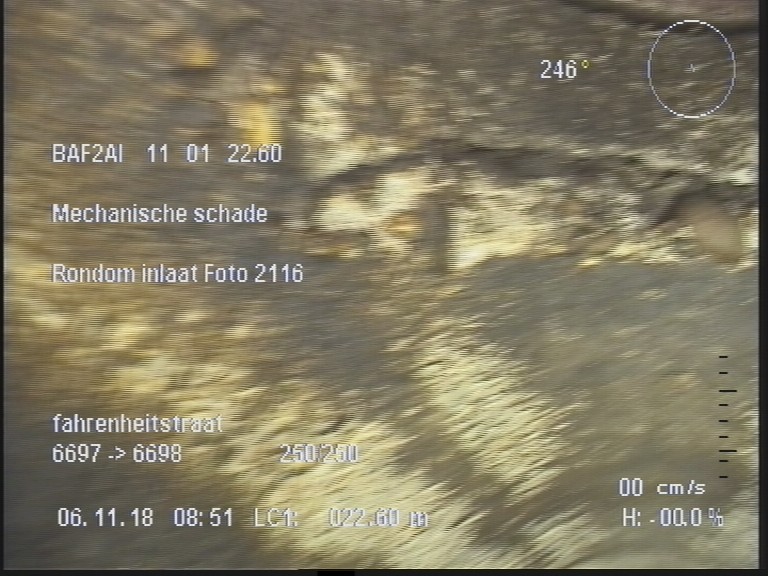 246°
BAF2AI 11 01 22.60
Mechanische schade
Rondom inlaat Foto 2116
fahrenheitstraat
6697 -> 6698 250/250
00 cm/s
06.11.18 08:51 LC1: 022.60 m H: -00.0 %